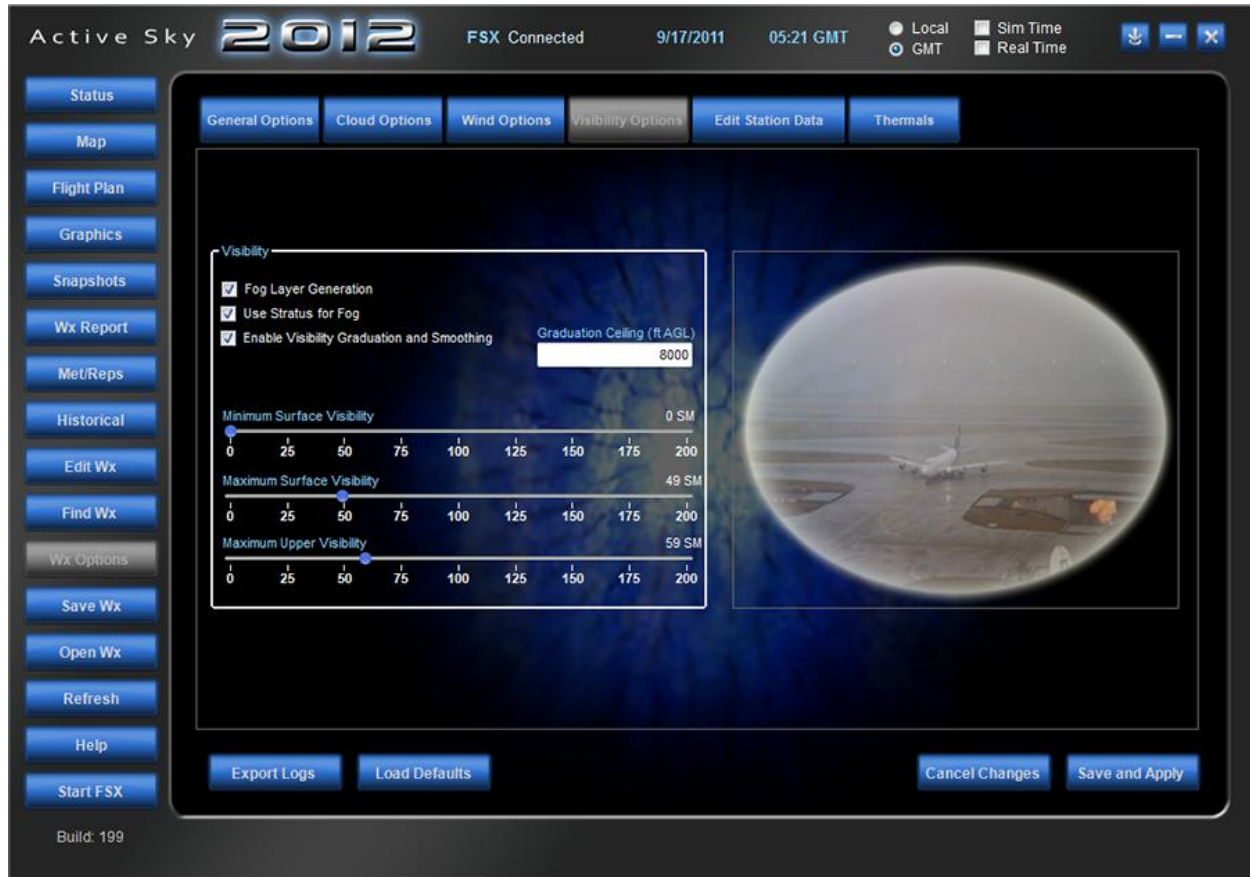 Active Sky 2012 FSX Connected 9/17/2011 05:21 GMT Local Sim Time
GMT Real Time
Status
Map
Flight Plan
Graphics
Snapshots
Wx Report
Met/Reps
Historical
Edit Wx
Find Wx
Wx Options
Save Wx
Open Wx
Refresh
Help
Start FSX
Build: 199
General Options Cloud Options Wind Options Visibility Options Edit Station Data Thermals
Visibility
Fog Layer Generation
Use Stratus for Fog
Enable Visibility Graduation and Smoothing
Graduation Ceiling (ft AGL)
8000
Minimum Surface Visibility 0 SM
0 25 50 75 100 125 150 175 200
Maximum Surface Visibility 49 SM
0 25 50 75 100 125 150 175 200
Maximum Upper Visibility 59 SM
0 25 50 75 100 125 150 175 200
Export Logs Load Defaults Cancel Changes Save and Apply